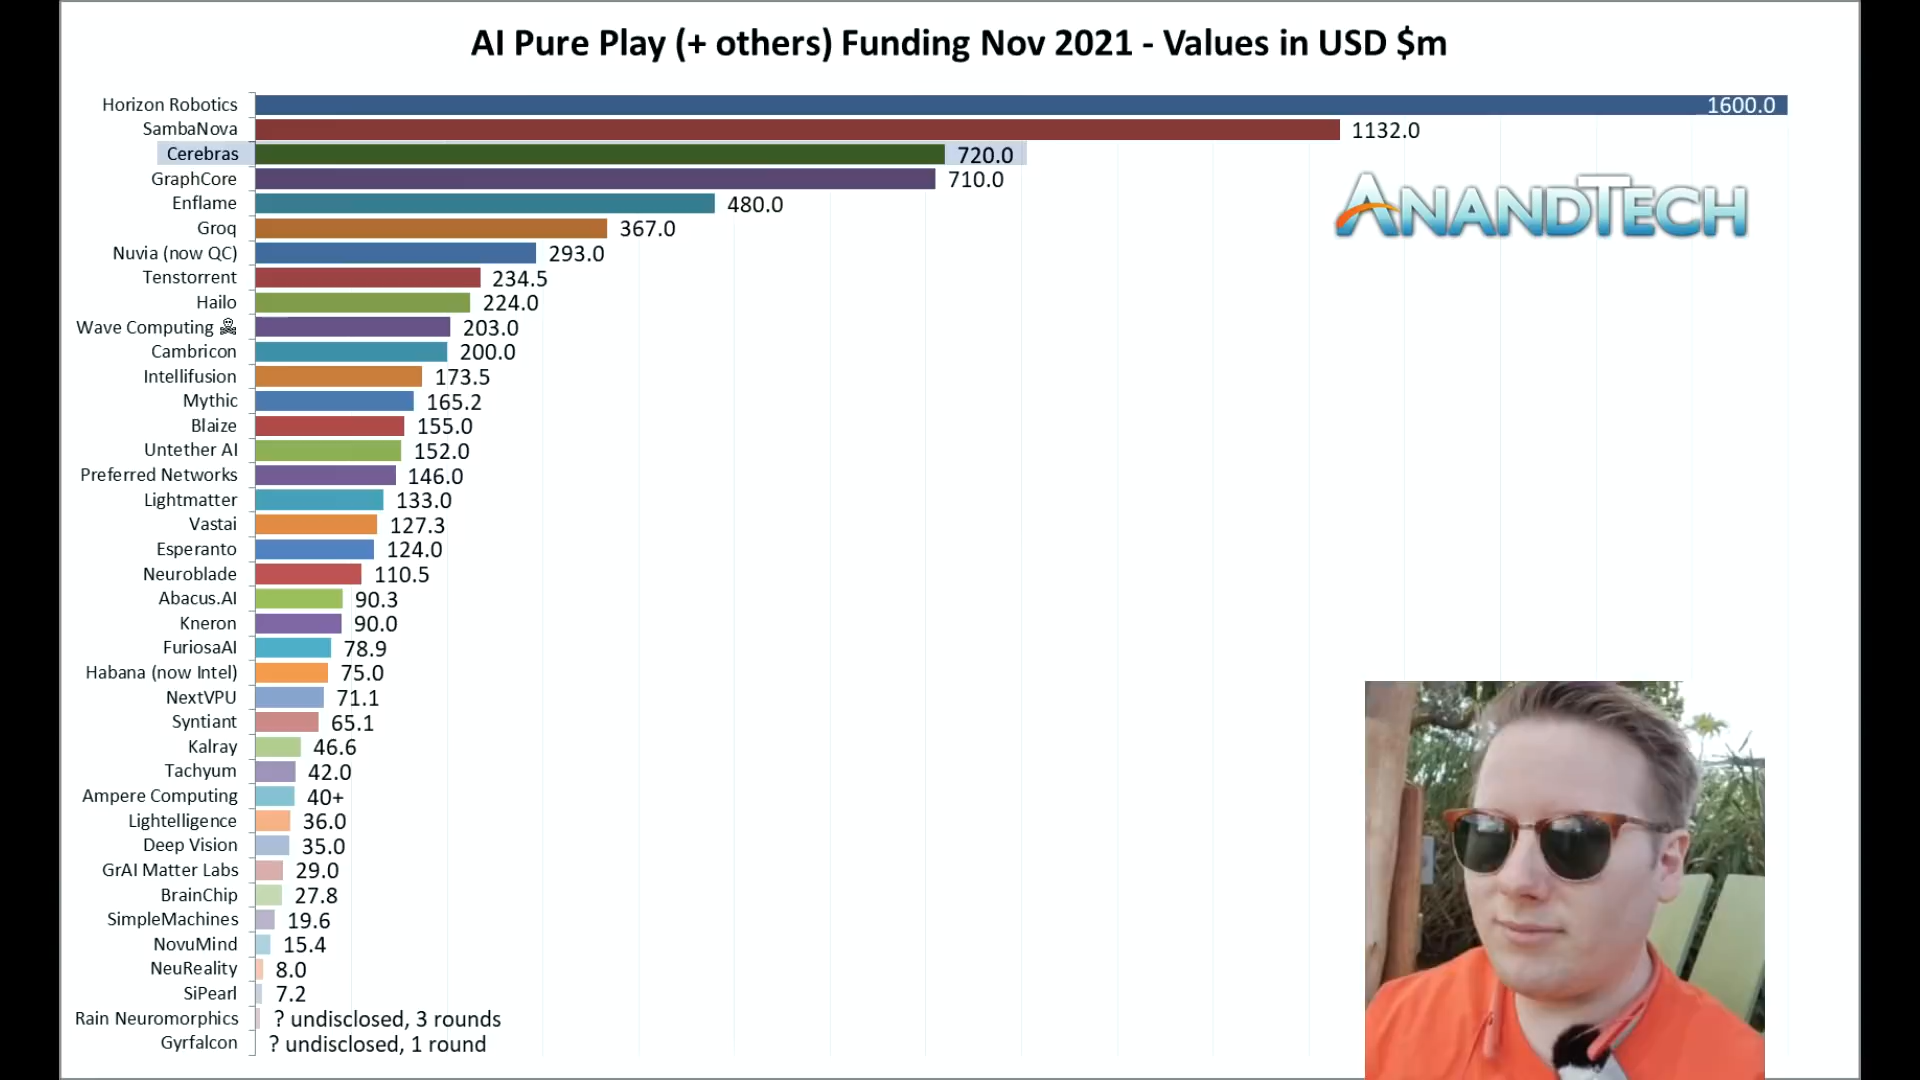 AI Pure Play (+ others) Funding Nov 2021 - Values in USD $m
Horizon Robotics 1600.0
SambaNova 1132.0
Cerebras 720.0
GraphCore 710.0
Enflame 480.0
Groq 367.0
Nuvia (now QC) 293.0
Tenstorrent 234.5
Hailo 224.0
Wave Computing ☠ 203.0
Cambricon 200.0
Intellifusion 173.5
Mythic 165.2
Blaize 155.0
Untether AI 152.0
Preferred Networks 146.0
Lightmatter 133.0
Vastai 127.3
Esperanto 124.0
Neuroblade 110.5
Abacus.AI 90.3
Kneron 90.0
FuriosaAI 78.9
Habana (now Intel) 75.0
NextVPU 71.1
Syntiant 65.1
Kalray 46.6
Tachyum 42.0
Ampere Computing 40+
Lightelligence 36.0
Deep Vision 35.0
GrAI Matter Labs 29.0
BrainChip 27.8
SimpleMachines 19.6
NovuMind 15.4
NeuReality 8.0
SiPearl 7.2
Rain Neuromorphics ? undisclosed, 3 rounds
Gyrfalcon ? undisclosed, 1 round
ANANDTECH